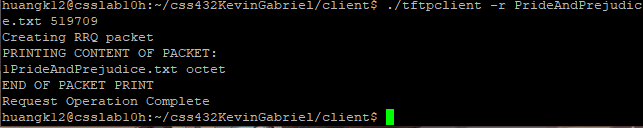 huangk12@csslab10h:~/css432KevinGabriel/client$ ./tftpclient -r PrideAndPrejudic
e.txt 519709
Creating RRQ packet
PRINTING CONTENT OF PACKET:
1PrideAndPrejudice.txt octet
END OF PACKET PRINT
Request Operation Complete
huangk12@csslab10h:~/css432KevinGabriel/client$